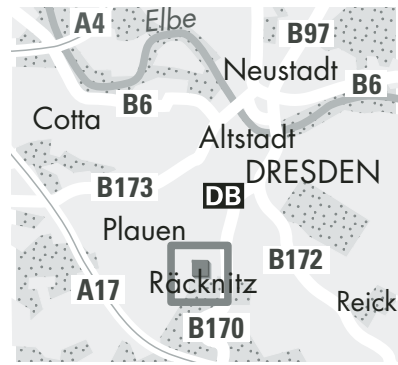 A4
Elbe
B97
Neustadt
B6
B6
Cotta
Altstadt
DRESDEN
B173
DB
Plauen
B172
Räcknitz
A17
Reick
B170